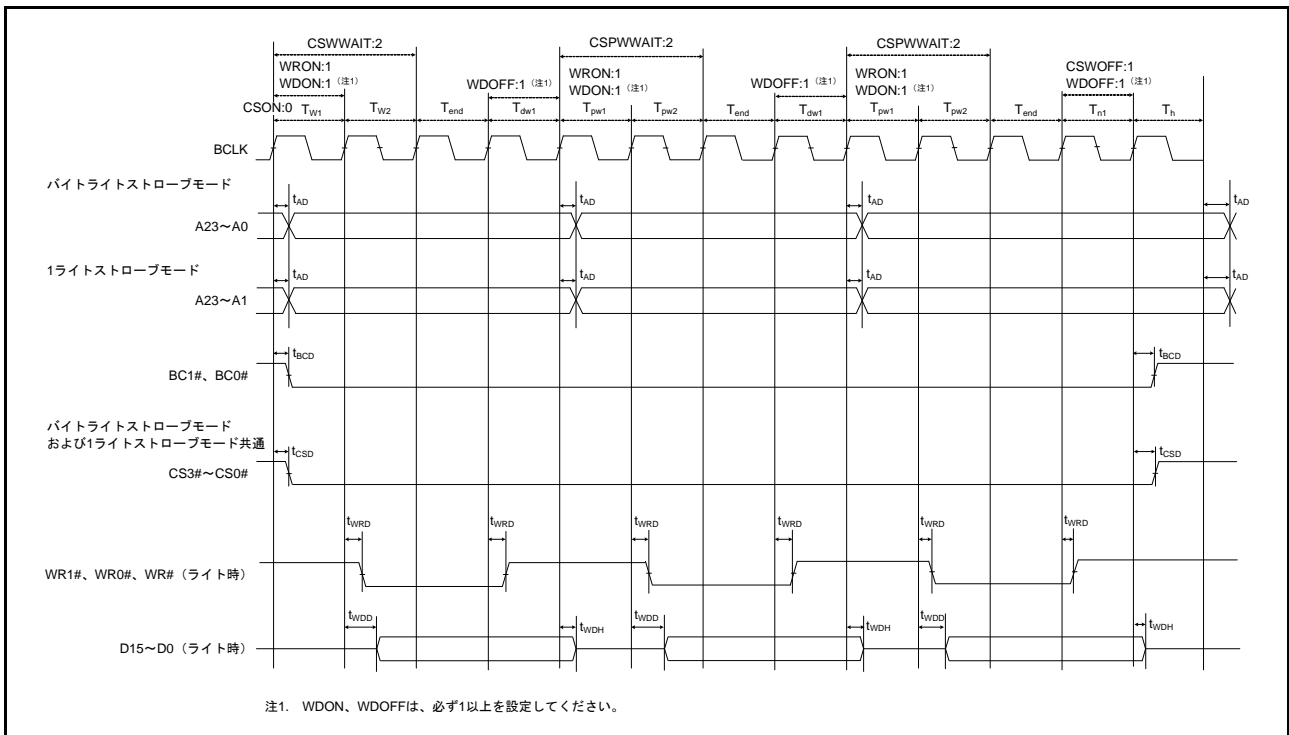 CSWWAIT:2 CSPWWAIT:2 CSPWWAIT:2
WRON:1 WRON:1 WRON:1 CSWOFF:1
WDON:1（注1） WDOFF:1（注1） WDON:1（注1） WDOFF:1（注1） WDON:1（注1） WDOFF:1（注1）
CSON:0 TW1 TW2 Tend Tdw1 Tpw1 Tpw2 Tend Tdw1 Tpw1 Tpw2 Tend Tn1 Th
BCLK
バイトライトストローブモード
tAD tAD tAD tAD
A23～A0
1ライトストローブモード
tAD tAD tAD tAD
A23～A1
tBCD tBCD
BC1#、BC0#
バイトライトストローブモード
および1ライトストローブモード共通
tCSD tCSD
CS3#～CS0#
tWRD tWRD tWRD tWRD tWRD tWRD
WR1#、WR0#、WR#（ライト時）
tWDD tWDH tWDD tWDH tWDD tWDH
D15～D0（ライト時）
注1. WDON、WDOFFは、必ず1以上を設定してください。